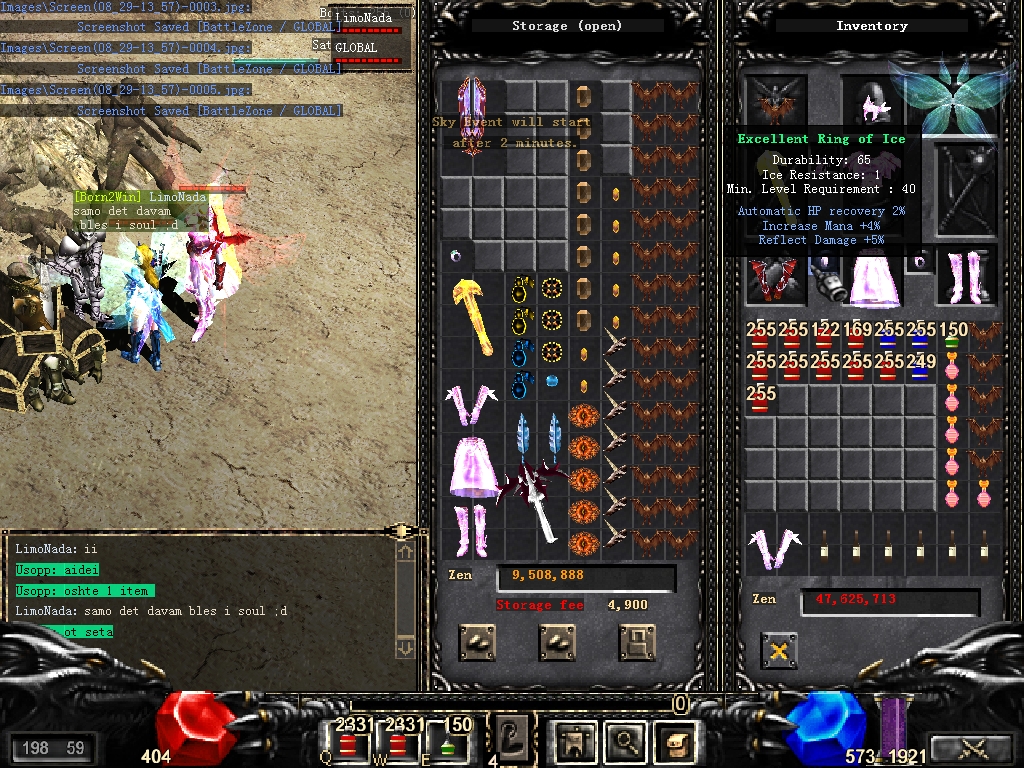 Images\Screen(08_29-13_57)-0003.jpg:
Screenshot Saved [BattleZone / GLOBAL]
Images\Screen(08_29-13_57)-0004.jpg:
Screenshot Saved [BattleZone / GLOBAL]
Images\Screen(08_29-13_57)-0005.jpg:
Screenshot Saved [BattleZone / GLOBAL]
LimoNada
GLOBAL
[Born2Win] LimoNada
samo det davam
bles i soul ;d
Storage (open)
Sky Event will start
after 2 minutes.
Inventory
Excellent Ring of Ice
Durability: 65
Ice Resistance: 1
Min. Level Requirement : 40
Automatic HP recovery 2%
Increase Mana +4%
Reflect Damage +5%
255 255 122 169 255 255 150
255 255 255 255 255 249
255
LimoNada: ii
Usopp: aidei
Usopp: oshte 1 item
LimoNada: samo det davam bles i soul ;d
ot seta
Zen
9,508,888
Storage fee 4,900
Zen
47,625,713
198 59
404
2331 2331 150
Q W E
4
0
573 1921